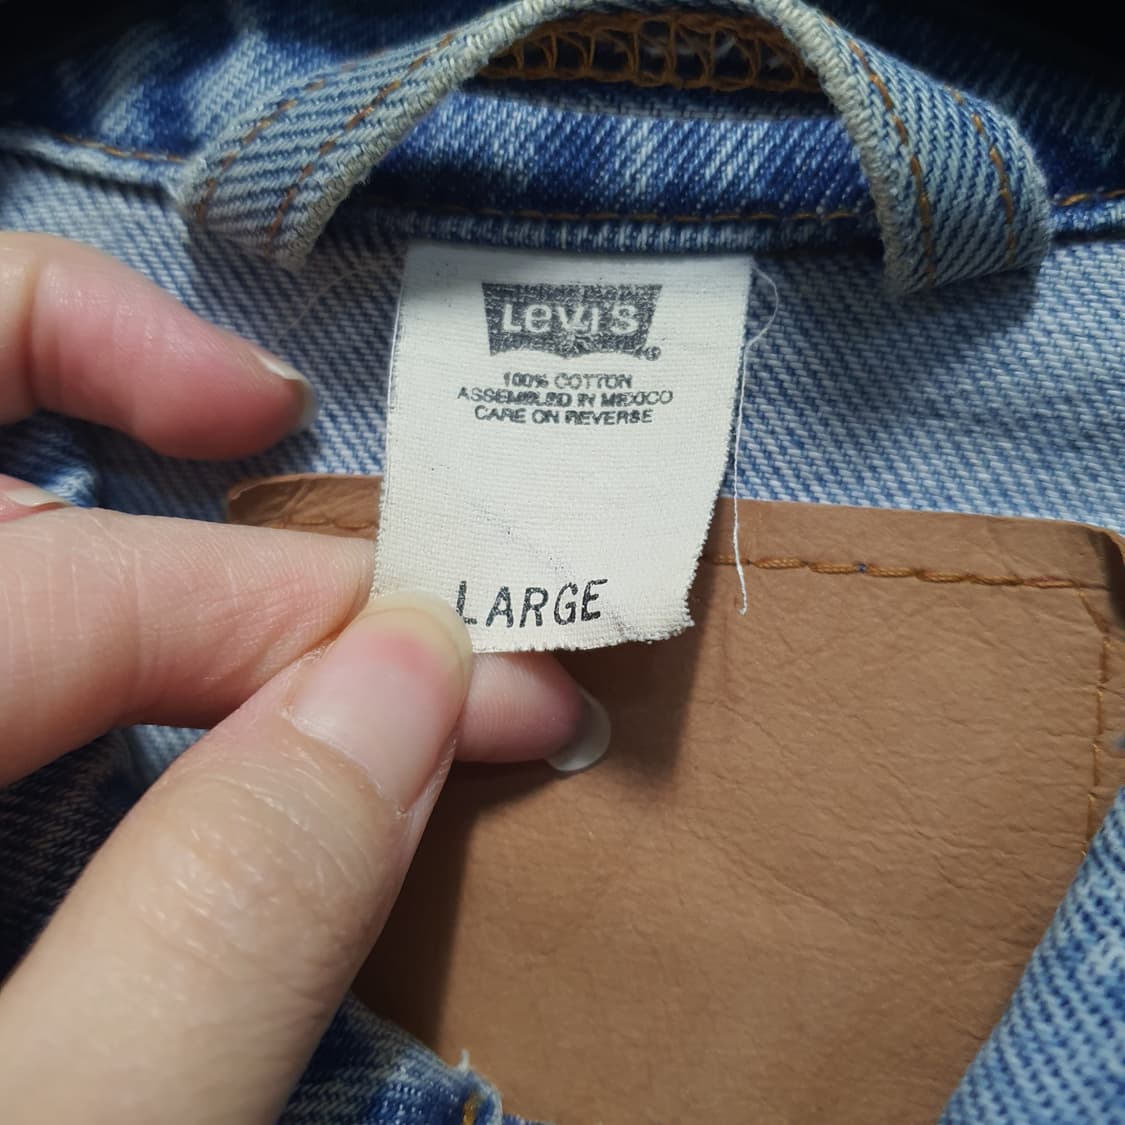 LEVI'S ®
100% COTTON
ASSEMBLED IN MEXICO
CARE ON REVERSE
LARGE